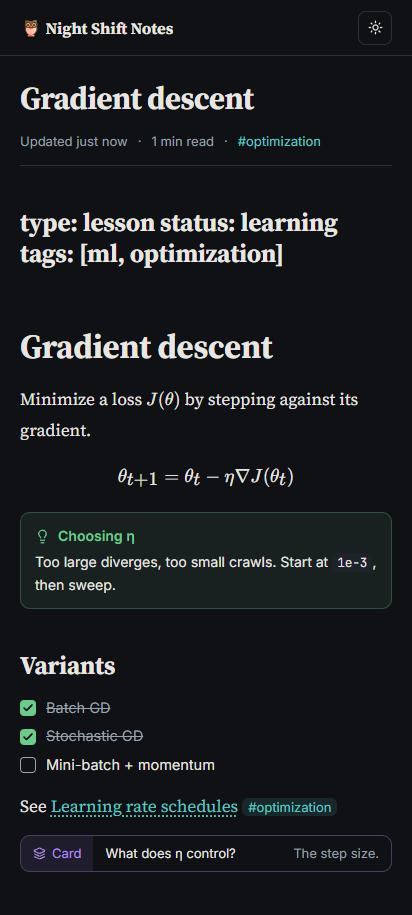 🦉 Night Shift Notes
Gradient descent
Updated just now · 1 min read · #optimization
type: lesson status: learning
tags: [ml, optimization]
Gradient descent
Minimize a loss J(θ) by stepping against its
gradient.
θt+1 = θt − η∇J(θt)
Choosing η
Too large diverges, too small crawls. Start at 1e-3,
then sweep.
Variants
Batch GD
Stochastic GD
Mini-batch + momentum
See Learning rate schedules #optimization
Card What does η control? The step size.